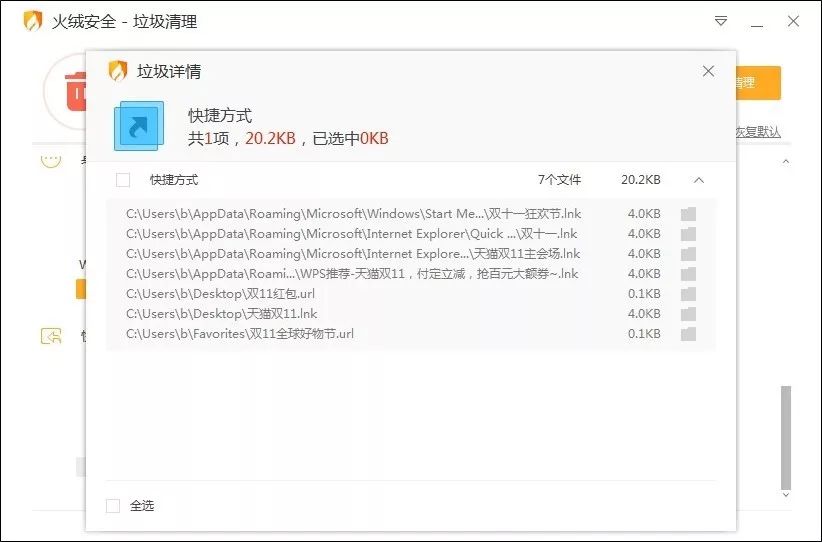 火绒安全 - 垃圾清理
垃圾详情
清理
快捷方式
共1项，20.2KB，已选中0KB
恢复默认
快捷方式 7个文件 20.2KB
C:\Users\b\AppData\Roaming\Microsoft\Windows\Start Me...\双十一狂欢节.lnk 4.0KB
C:\Users\b\AppData\Roaming\Microsoft\Internet Explorer\Quick ...\双十一.lnk 4.0KB
C:\Users\b\AppData\Roaming\Microsoft\Internet Explore...\天猫双11主会场.lnk 4.0KB
C:\Users\b\AppData\Roami...\WPS推荐-天猫双11，付定立减，抢百元大额券~.lnk 4.0KB
C:\Users\b\Desktop\双11红包.url 0.1KB
C:\Users\b\Desktop\天猫双11.lnk 4.0KB
C:\Users\b\Favorites\双11全球好物节.url 0.1KB
全选